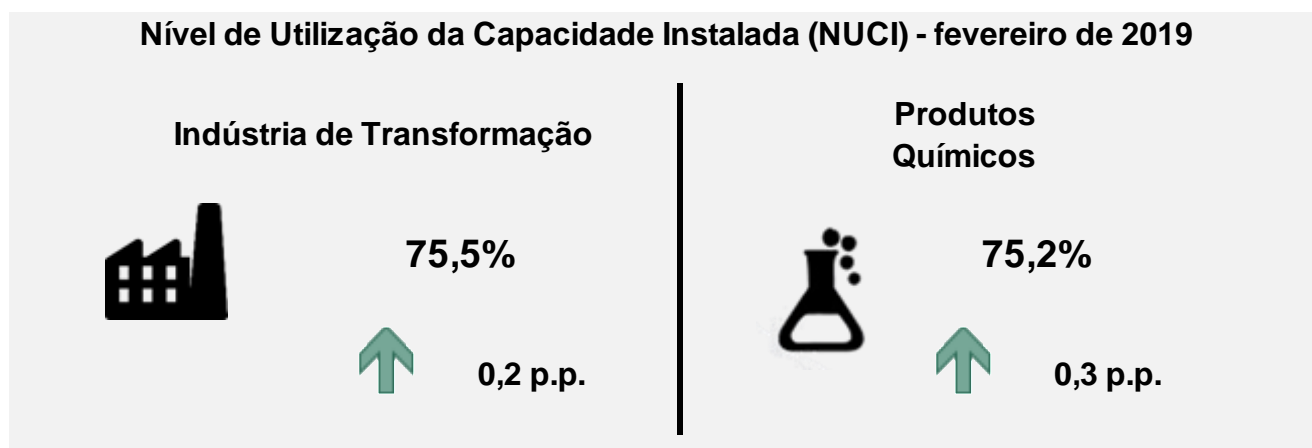 Nível de Utilização da Capacidade Instalada (NUCI) - fevereiro de 2019
Indústria de Transformação
75,5%
0,2 p.p.
Produtos
Químicos
75,2%
0,3 p.p.